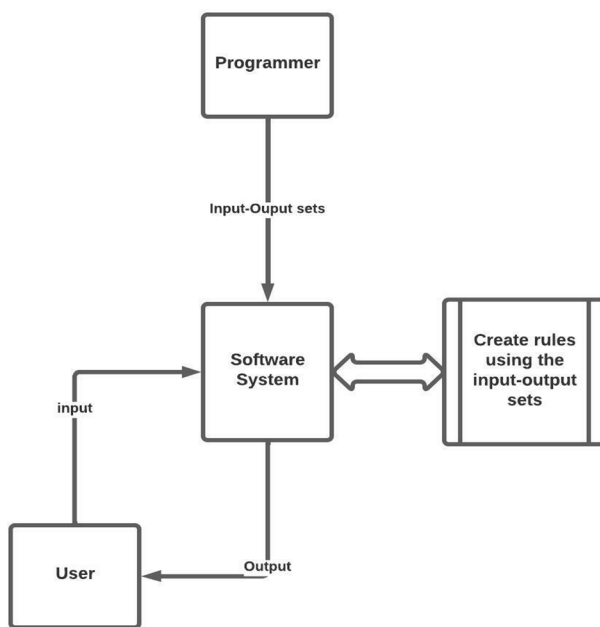 Programmer
Input-Ouput sets
Software
System
Create rules
using the
input-output
sets
input
User
Output